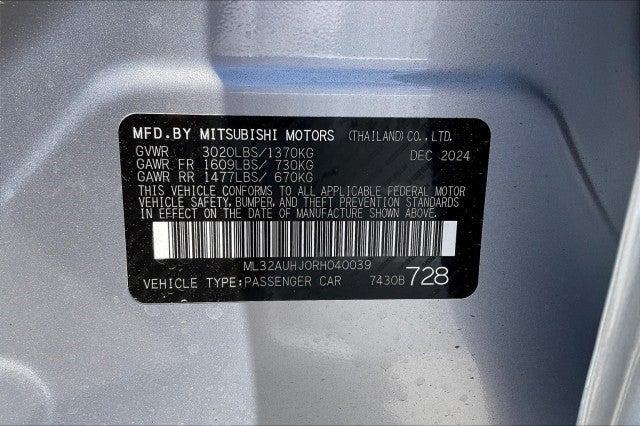 MFD.BY MITSUBISHI MOTORS (THAILAND)CO.,LTD.
GVWR 3020LBS/1370KG DEC 2024
GAWR FR 1609LBS/ 730KG
GAWR RR 1477LBS/ 670KG
THIS VEHICLE CONFORMS TO ALL APPLICABLE FEDERAL MOTOR
VEHICLE SAFETY, BUMPER, AND THEFT PREVENTION STANDARDS
IN EFFECT ON THE DATE OF MANUFACTURE SHOWN ABOVE.
ML32AUHJ0RH040039
VEHICLE TYPE:PASSENGER CAR 7430B 728